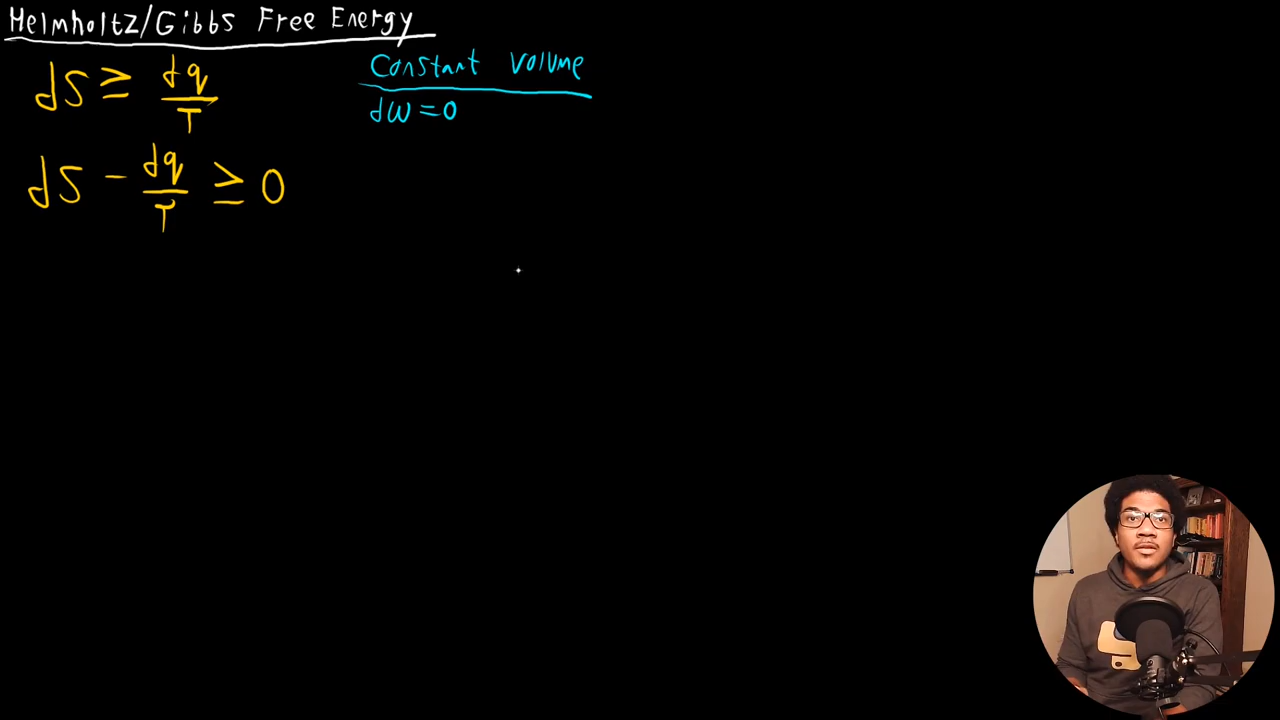 Helmholtz/Gibbs Free Energy
dS ≥ dq/T
dS - dq/T ≥ 0
Constant Volume
dw = 0